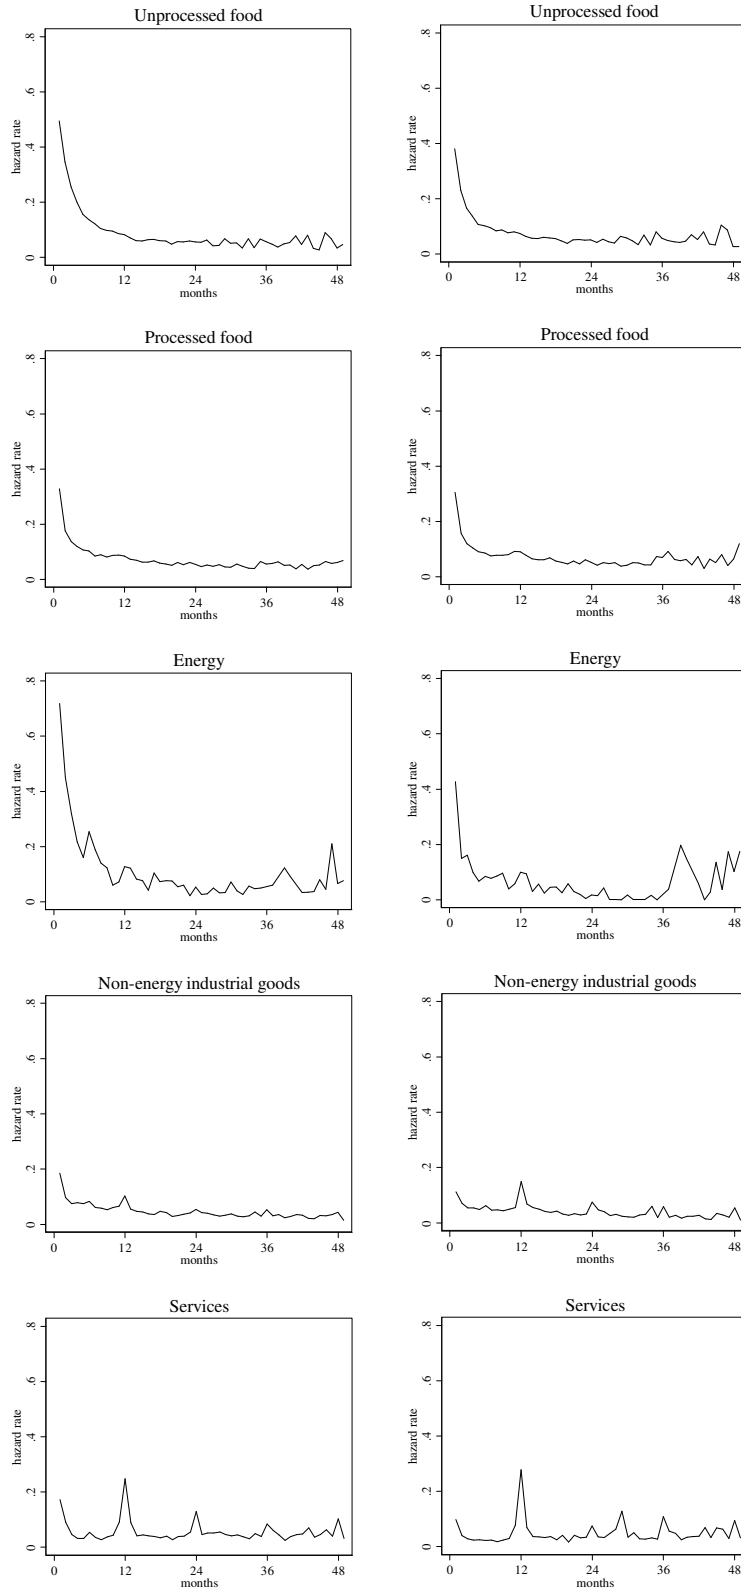 Unprocessed food
hazard rate
0 .2 .4 .6 .8
0 12 24 36 48
months
Unprocessed food
hazard rate
0 .2 .4 .6 .8
0 12 24 36 48
months
Processed food
hazard rate
0 .2 .4 .6 .8
0 12 24 36 48
months
Processed food
hazard rate
0 .2 .4 .6 .8
0 12 24 36 48
months
Energy
hazard rate
0 .2 .4 .6 .8
0 12 24 36 48
months
Energy
hazard rate
0 .2 .4 .6 .8
0 12 24 36 48
months
Non-energy industrial goods
hazard rate
0 .2 .4 .6 .8
0 12 24 36 48
months
Non-energy industrial goods
hazard rate
0 .2 .4 .6 .8
0 12 24 36 48
months
Services
hazard rate
0 .2 .4 .6 .8
0 12 24 36 48
months
Services
hazard rate
0 .2 .4 .6 .8
0 12 24 36 48
months